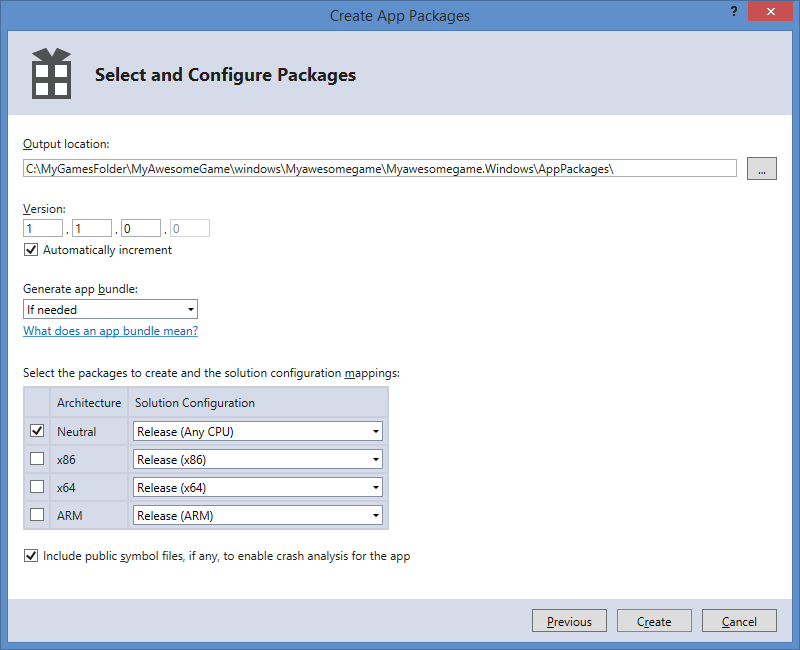 Create App Packages
?
Select and Configure Packages
Output location:
C:\MyGamesFolder\MyAwesomeGame\windows\Myawesomegame\Myawesomegame.Windows\AppPackages\
...
Version:
1 . 1 . 0 . 0
Automatically increment
Generate app bundle:
If needed
What does an app bundle mean?
Select the packages to create and the solution configuration mappings:
Architecture Solution Configuration
Neutral Release (Any CPU)
x86 Release (x86)
x64 Release (x64)
ARM Release (ARM)
Include public symbol files, if any, to enable crash analysis for the app
Previous Create Cancel